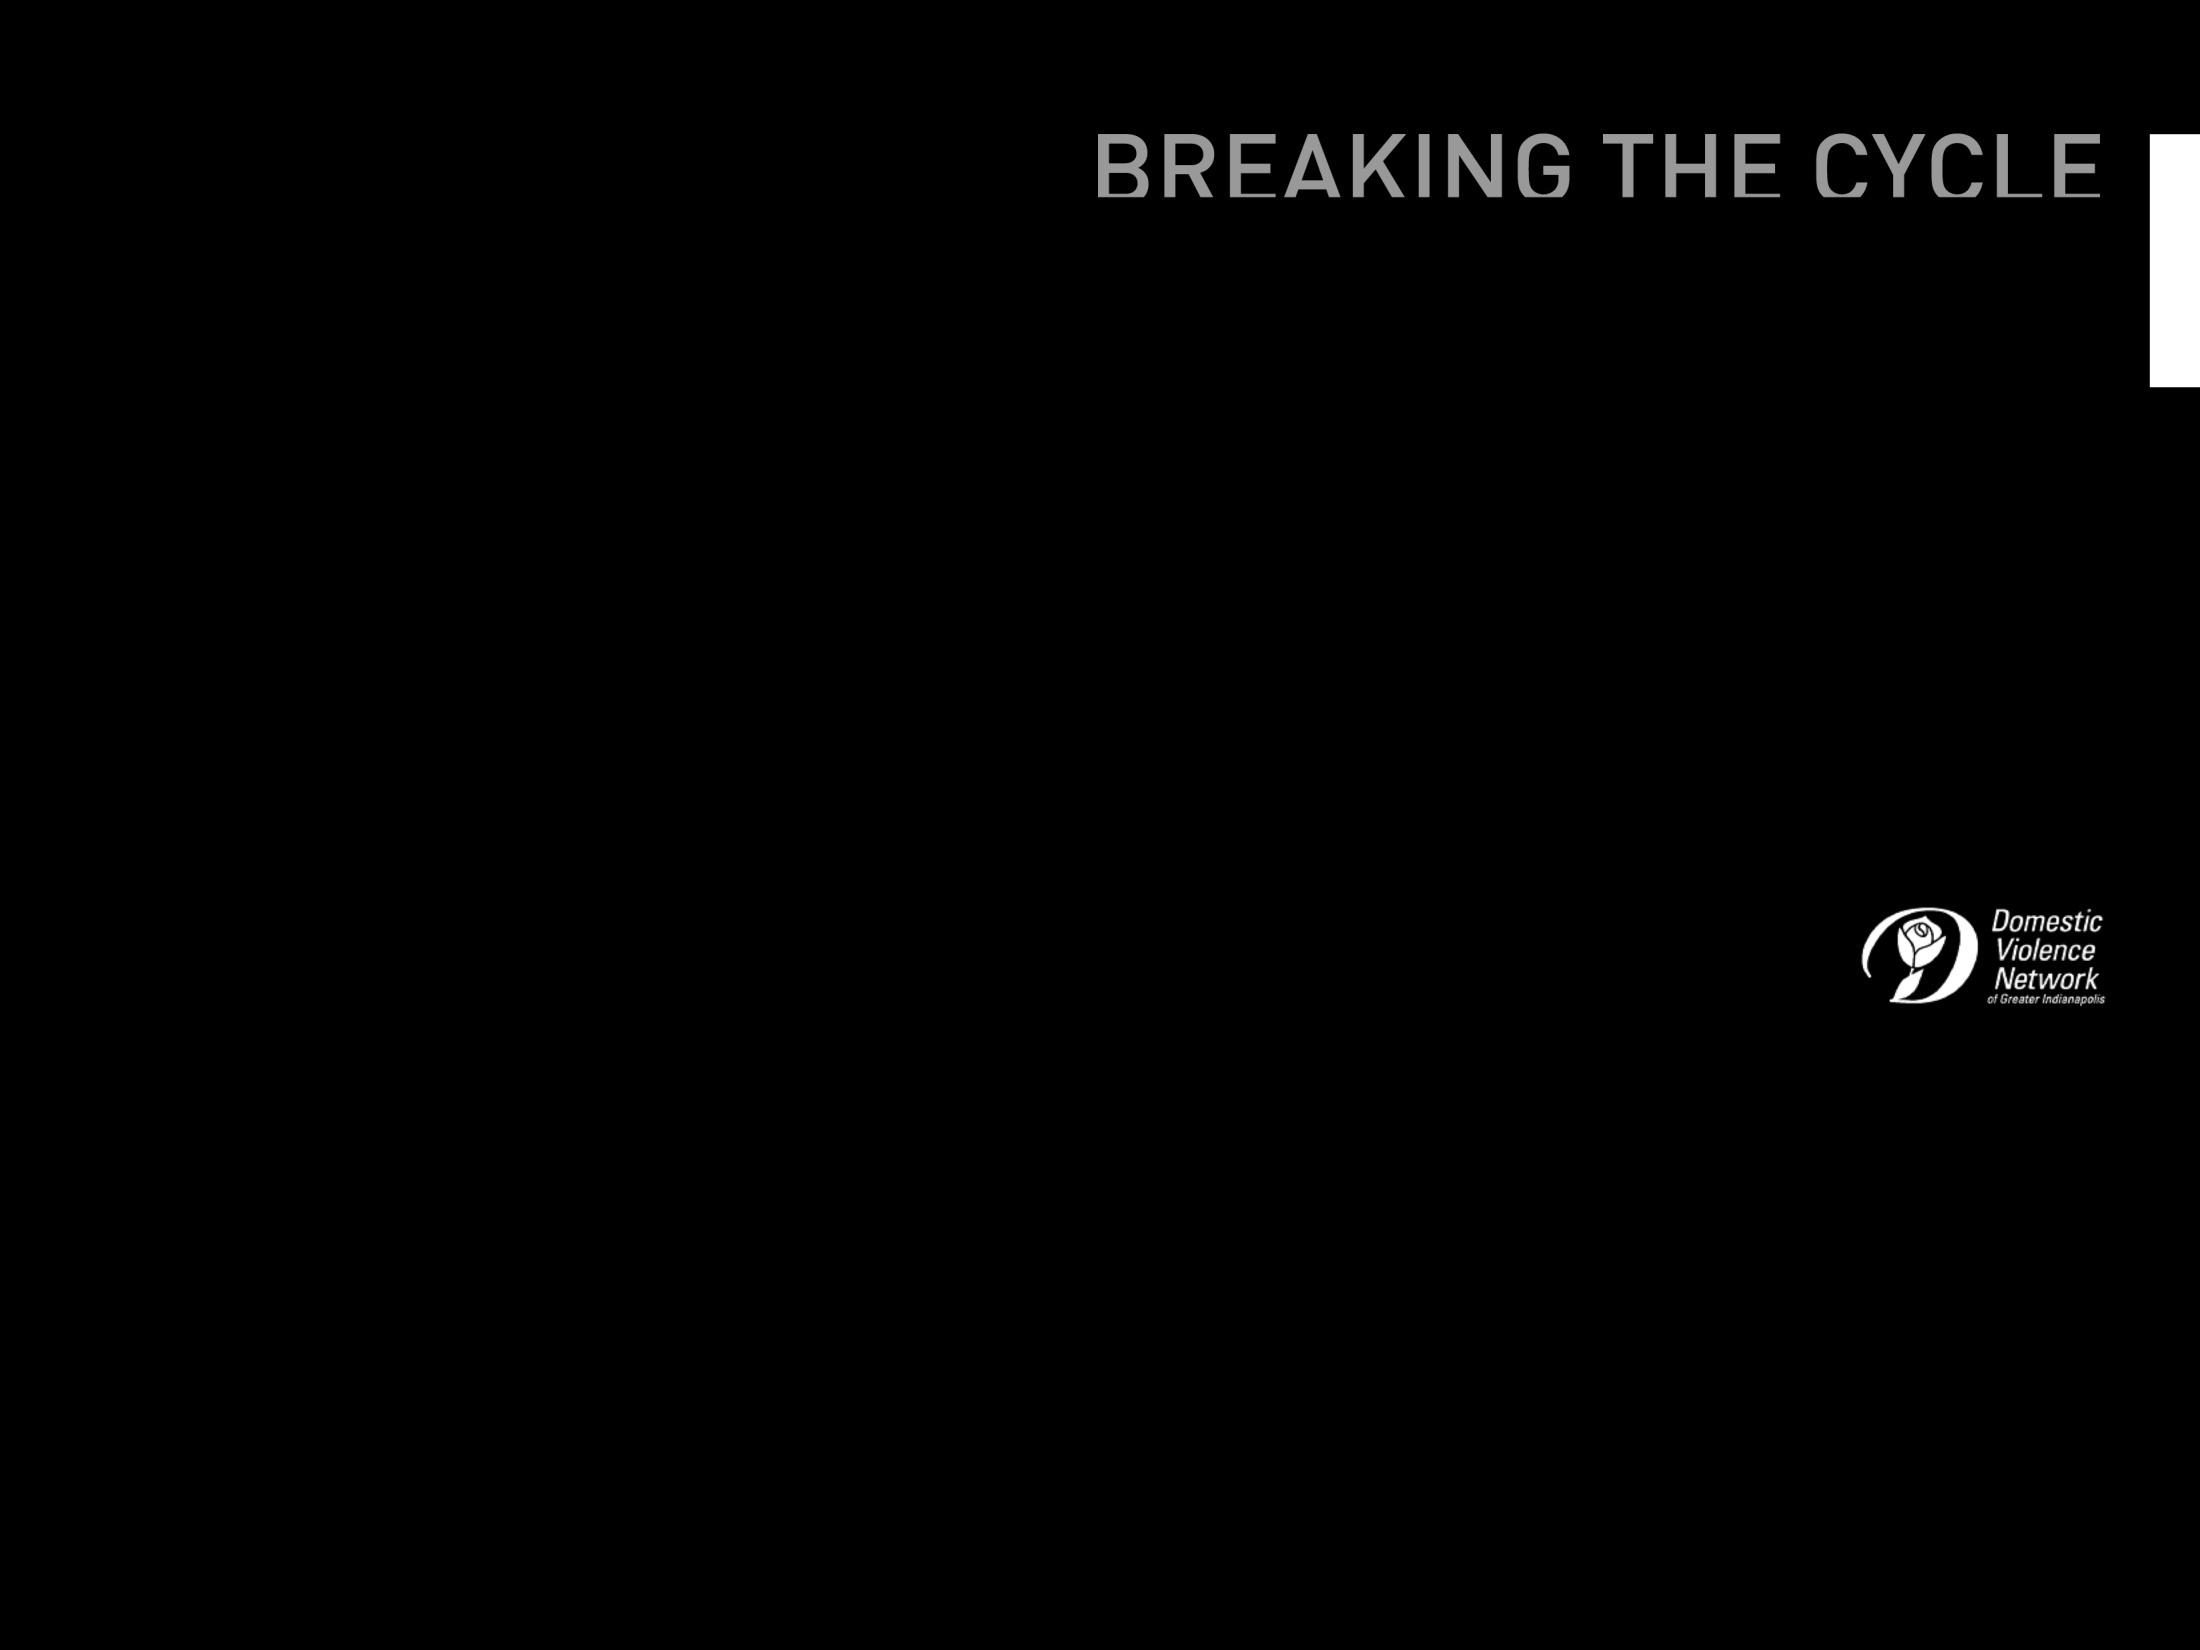 BREAKING THE CYCLE
Domestic
Violence
Network
of Greater Indianapolis